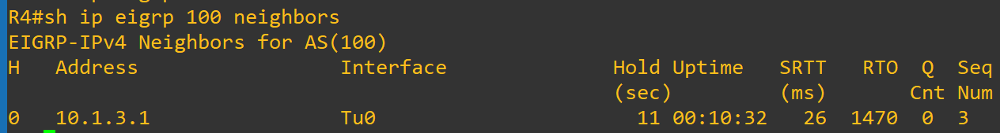 R4#sh ip eigrp 100 neighbors
EIGRP-IPv4 Neighbors for AS(100)
H   Address                 Interface              Hold Uptime   SRTT   RTO  Q  Seq
                                                   (sec)         (ms)       Cnt Num
0   10.1.3.1                Tu0                      11 00:10:32   26  1470  0  3